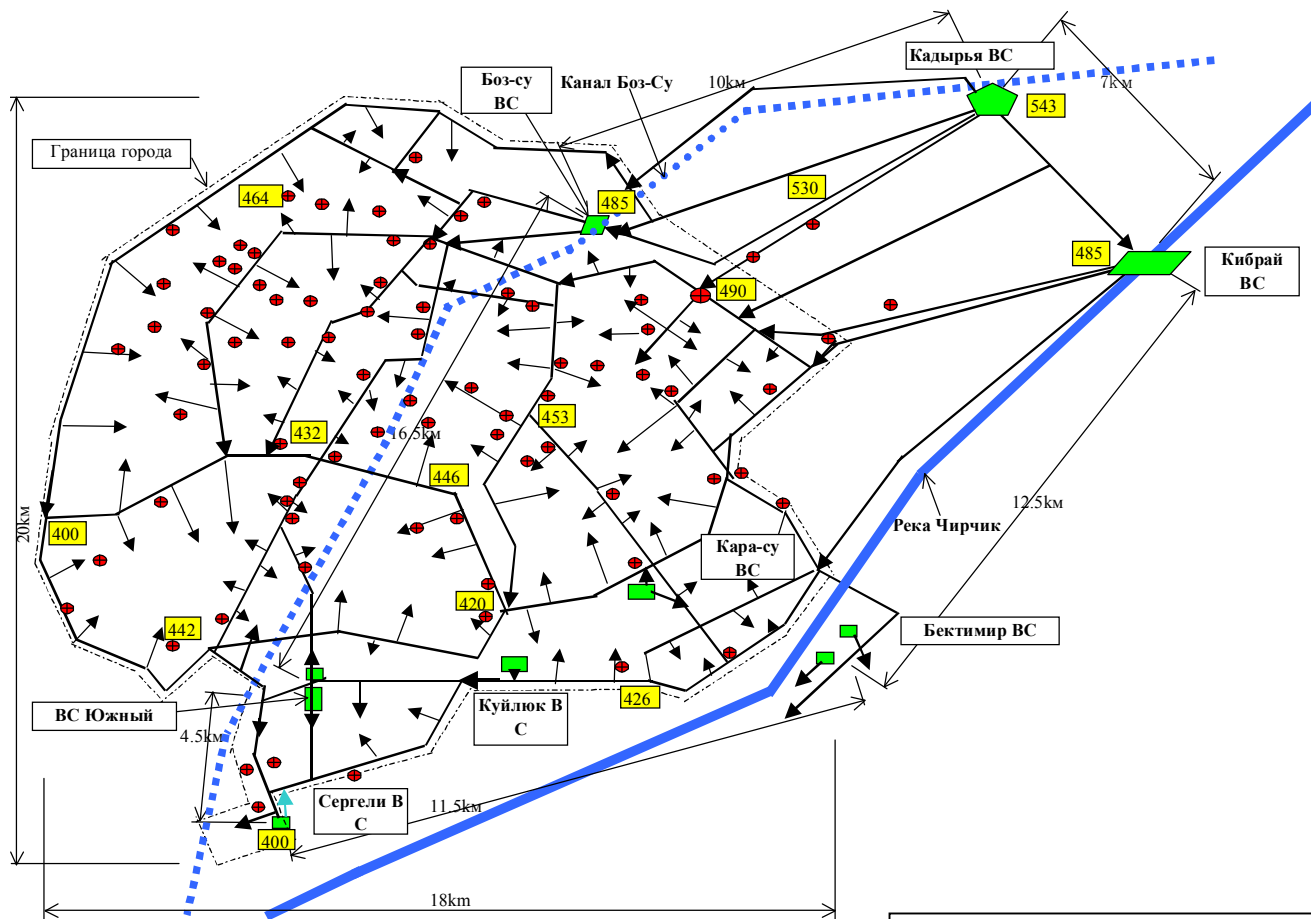 Кадырья ВС
Боз-су
ВС
Канал Боз-Су
10км
7км
543
Граница города
530
464
485
485
Кибрай
ВС
490
453
432
16.5км
446
12.5км
Река Чирчик
400
20км
Кара-су
ВС
420
442
Бектимир ВС
426
ВС Южный
Куйлюк В
С
4.5км
Сергели В
С
11.5км
400
18км